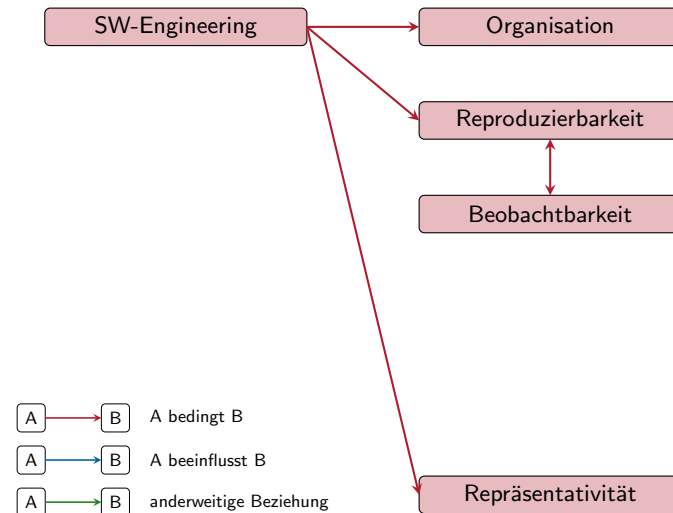 SW-Engineering
Organisation
Reproduzierbarkeit
Beobachtbarkeit
A B A bedingt B
A B A beeinflusst B
Repräsentativität
A B anderweitige Beziehung